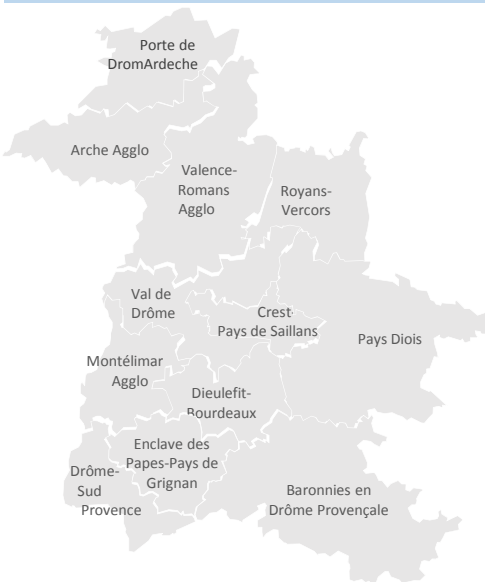 Porte de
DromArdeche
Arche Agglo
Valence-
Romans
Agglo
Royans-
Vercors
Val de
Drôme
Crest
Pays de Saillans
Pays Diois
Montélimar
Agglo
Dieulefit-
Bourdeaux
Enclave des
Papes-Pays de
Grignan
Drôme-
Sud
Provence
Baronnies en
Drôme Provençale